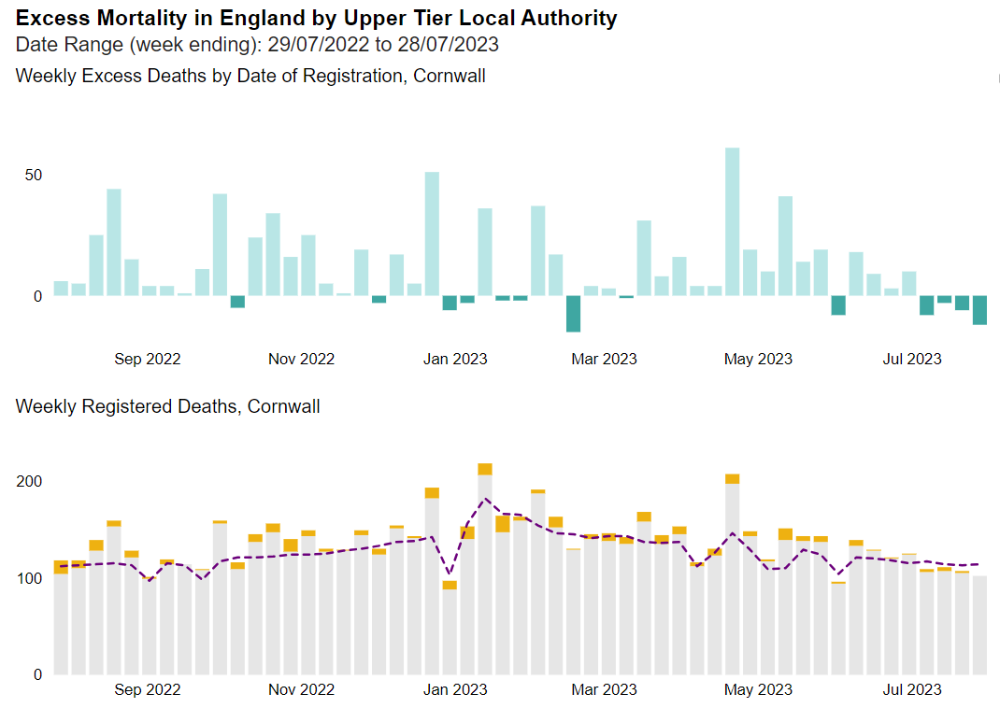 Excess Mortality in England by Upper Tier Local Authority
Date Range (week ending): 29/07/2022 to 28/07/2023
Weekly Excess Deaths by Date of Registration, Cornwall
50
0
Sep 2022 Nov 2022 Jan 2023 Mar 2023 May 2023 Jul 2023
Weekly Registered Deaths, Cornwall
200
100
0
Sep 2022 Nov 2022 Jan 2023 Mar 2023 May 2023 Jul 2023